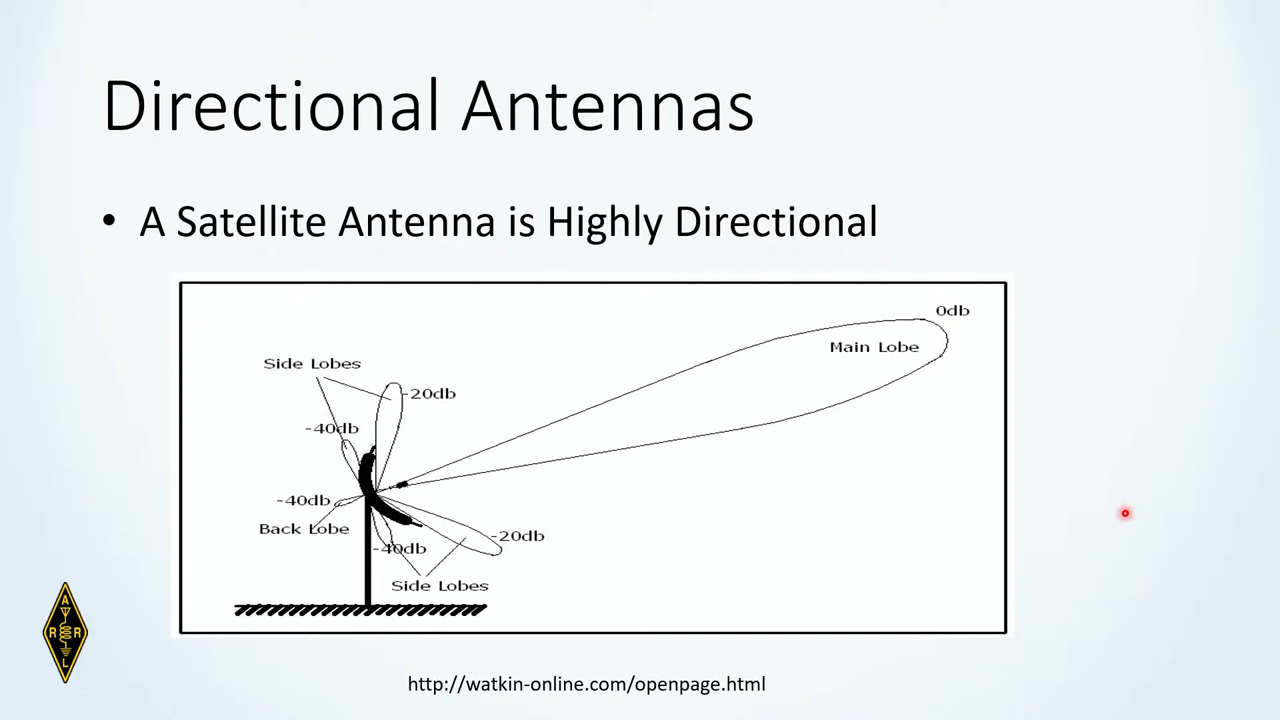 Directional Antennas
• A Satellite Antenna is Highly Directional
0db
Main Lobe
Side Lobes
-20db
-40db
-40db
Back Lobe
-40db
-20db
Side Lobes
A
R R
L
http://watkin-online.com/openpage.html